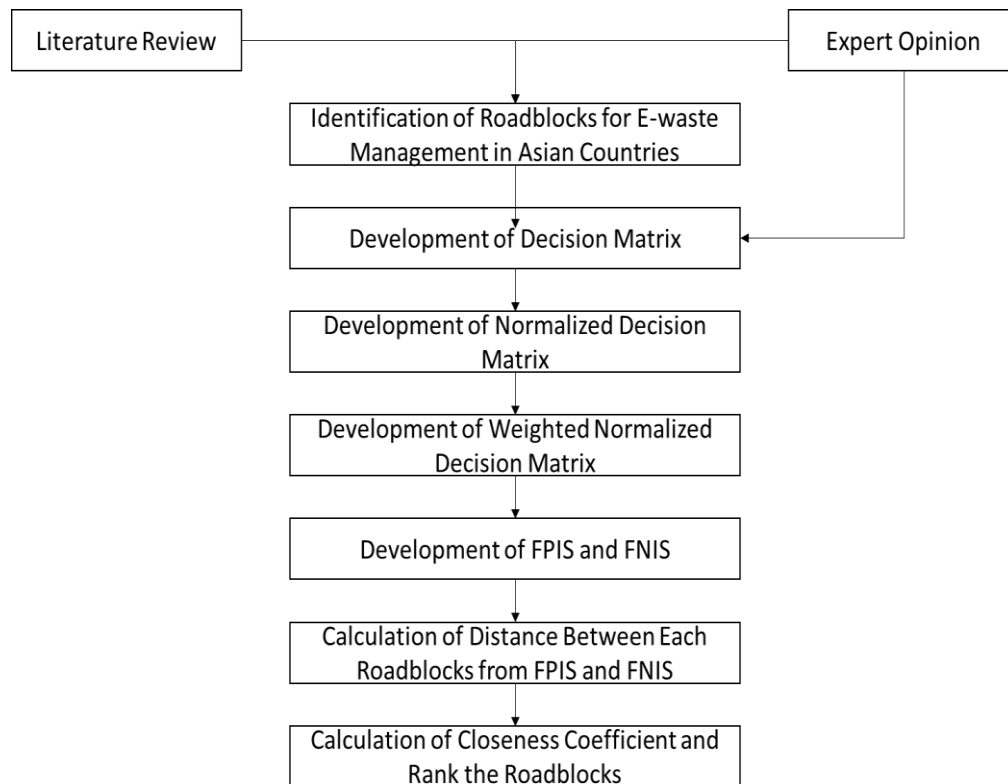 Literature Review
Expert Opinion
Identification of Roadblocks for E-waste
Management in Asian Countries
Development of Decision Matrix
Development of Normalized Decision
Matrix
Development of Weighted Normalized
Decision Matrix
Development of FPIS and FNIS
Calculation of Distance Between Each
Roadblocks from FPIS and FNIS
Calculation of Closeness Coefficient and
Rank the Roadblocks